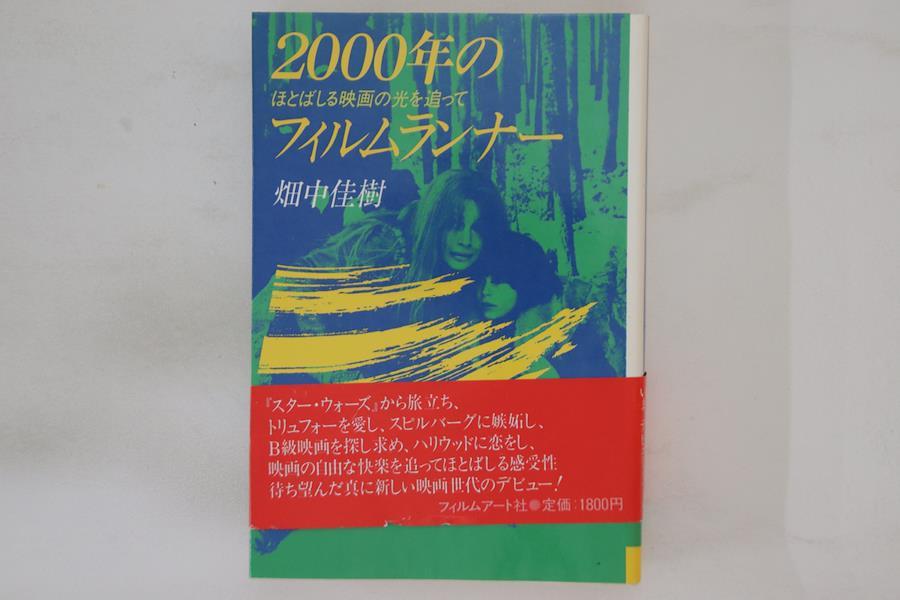 2000年の
ほとばしる映画の光を追って
フィルムランナー
畑中佳樹
『スター・ウォーズ』から旅立ち、
トリュフォーを愛し、スピルバーグに嫉妬し、
B級映画を探し求め、ハリウッドに恋をし、
映画の自由な快楽を追ってほとばしる感受性
待ち望んだ真に新しい映画世代のデビュー!
フィルムアート社●定価:1800円